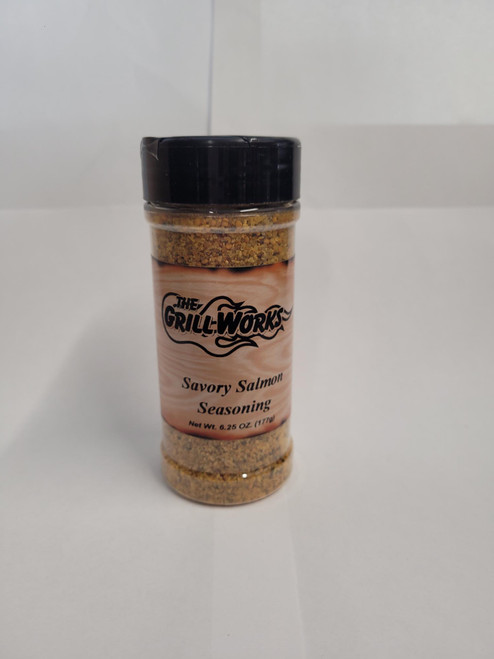 THE
GRILL WORKS
Savory Salmon
Seasoning
Net Wt. 6.25 OZ. (177g)